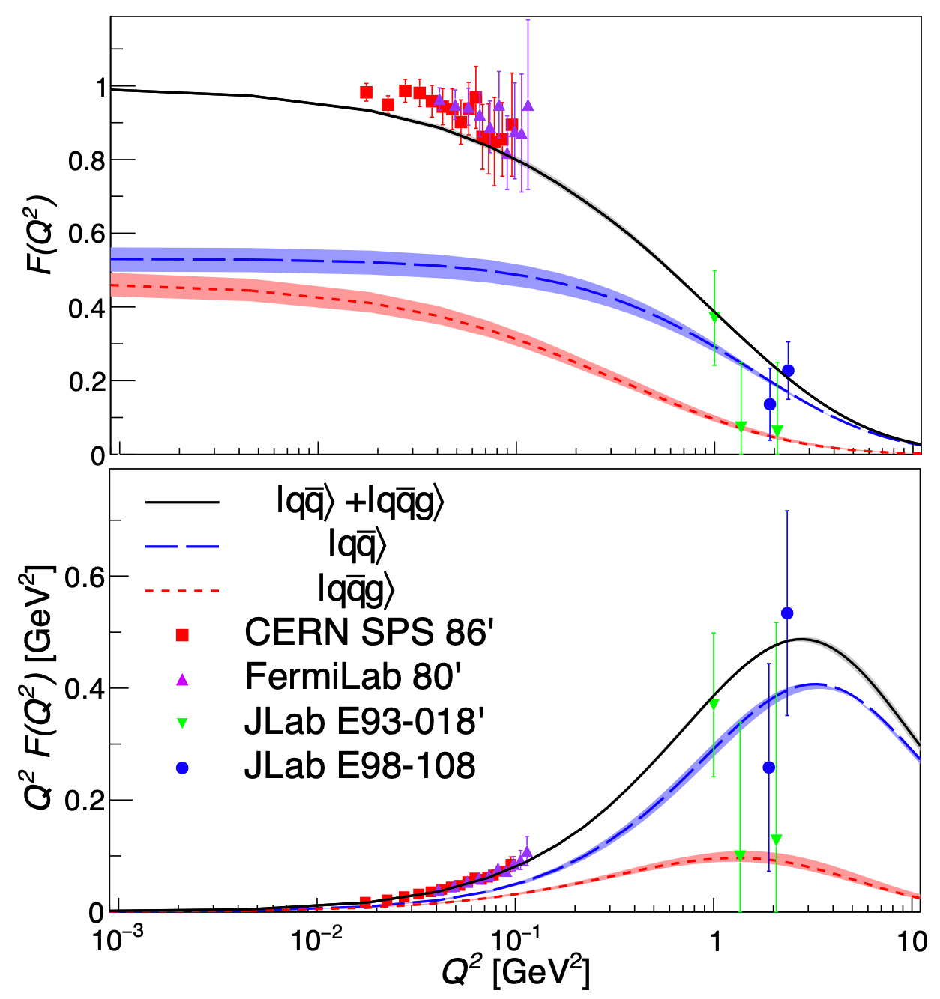 F(Q²)
1
0.8
0.6
0.4
0.2
0
Q² F(Q²) [GeV²]
0.6
0.4
0.2
0
|qq̅⟩ +|qq̅g⟩
|qq̅⟩
|qq̅g⟩
CERN SPS 86'
FermiLab 80'
JLab E93-018'
JLab E98-108
10⁻³ 10⁻² 10⁻¹ 1 10
Q² [GeV²]